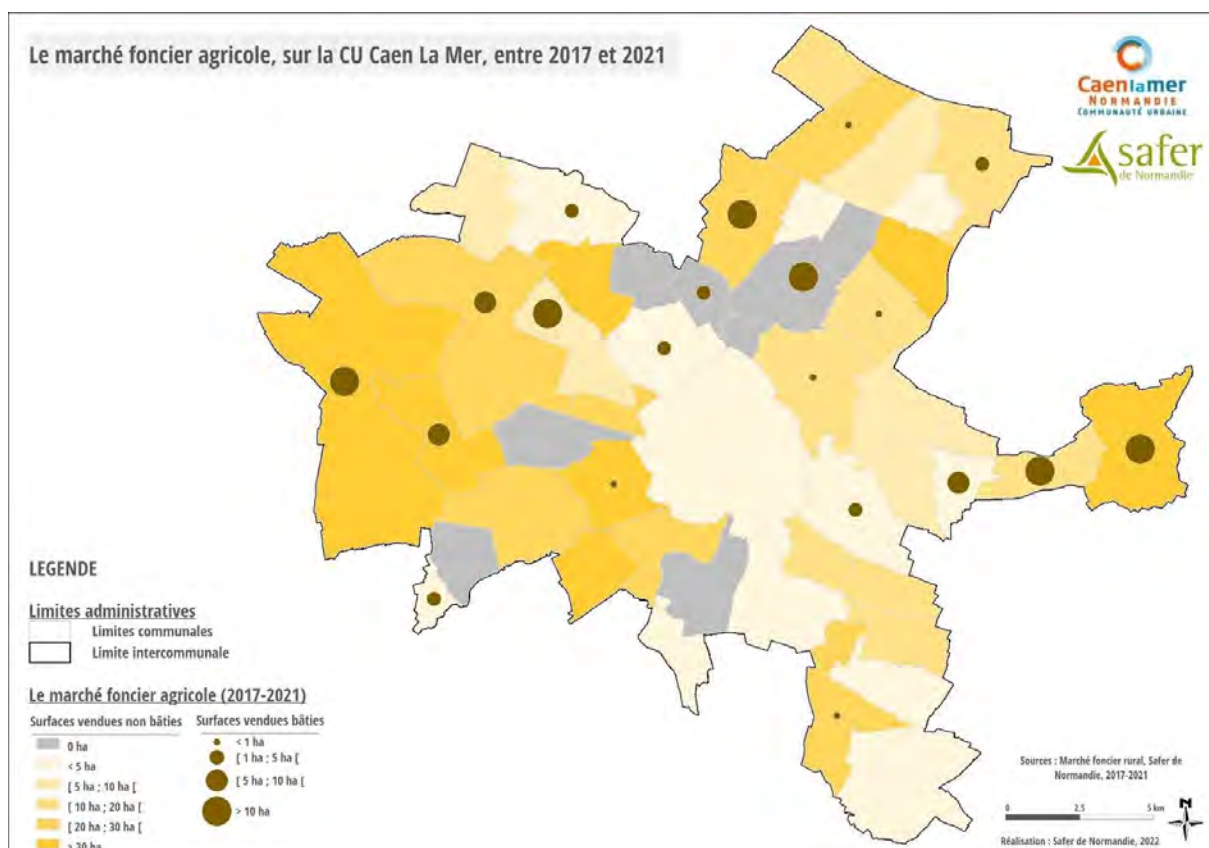 Le marché foncier agricole, sur la CU Caen La Mer, entre 2017 et 2021
Caenlamer
NORMANDIE
COMMUNAUTÉ URBAINE
safer
de Normandie
LEGENDE
Limites administratives
Limites communales
Limite intercommunale
Le marché foncier agricole (2017-2021)
Surfaces vendues non bâties
0 ha
< 5 ha
[ 5 ha ; 10 ha [
[ 10 ha ; 20 ha [
[ 20 ha ; 30 ha [
> 30 ha
Surfaces vendues bâties
< 1 ha
[ 1 ha ; 5 ha [
[ 5 ha ; 10 ha [
> 10 ha
Sources : Marché foncier rural, Safer de
Normandie, 2017-2021
0 2.5 5 km
N
Réalisation : Safer de Normandie, 2022